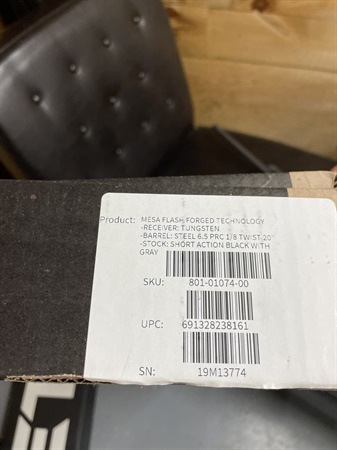 Product: MESA FLASH/FORGED TECHNOLOGY
-RECEIVER: TUNGSTEN
-BARREL: STEEL 6.5 PRC 1/8 TWIST 20"
-STOCK: SHORT ACTION BLACK WITH
GRAY
SKU: 801-01074-00
UPC: 691328238161
SN: 19M13774